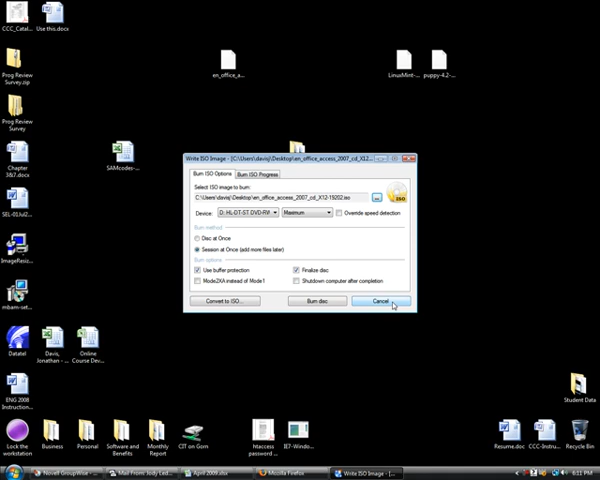 CCC_Catal...
Use this.docx
Prog Review
Survey.zip
en_office_a...
LinuxMint-...
puppy-4.2-...
Prog Review
Survey
Chapter
3&7.docx
SAMcodes-...
Write ISO Image - [C:\Users\davisj\Desktop\en_office_access_2007_cd_X12-...
Burn ISO Options
Burn ISO Progress
Select ISO image to burn:
C:\Users\davisj\Desktop\en_office_access_2007_cd_X12-19202.iso
...
ISO
Device:
D: HL-DT-ST DVD-RW
Maximum
Override speed detection
Burn method
Disc at Once
Session at Once (add more files later)
Burn options
Use buffer protection
Finalize disc
Mode2XA instead of Mode1
Shutdown computer after completion
Convert to ISO...
Burn disc
Cancel
SEL-01Jul2...
ImageResiz...
mbam-set...
Datatel
Davis,
Jonathan -...
Online
Course Dev...
ENG 2008
Instruction...
Student Data
Lock the
workstation
Business
Personal
Software and
Benefits
Monthly
Report
CIT on Gorn
htaccess
password ...
IE7-Windo...
Resume.doc
CCC-Instru...
Recycle Bin
Novell GroupWise - ...
Mail From: Jody Led...
April 2009.xlsx
Mozilla Firefox
Write ISO Image - [...
8:11 PM